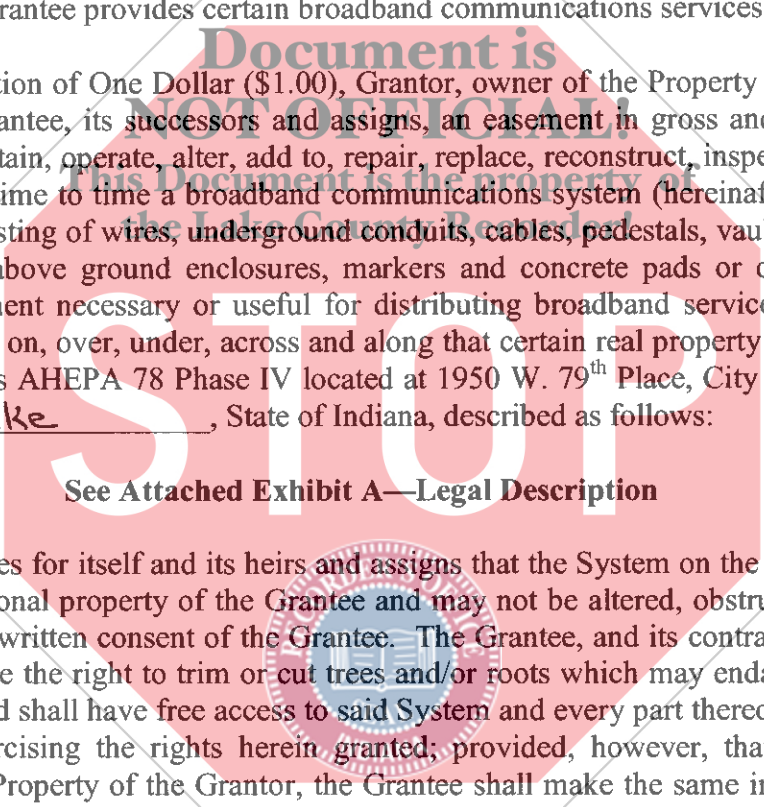 rantee provides certain broadband communications services
Document is
tion of One Dollar ($1.00), Grantor, owner of the Property
NOT OFFICIAL!
antee, its successors and assigns, an easement in gross and
tain, operate, alter, add to, repair, replace, reconstruct, inspe
This Document is the property of
ime to time a broadband communications system (hereinaf
the Lake County Recorder!
sting of wires, underground conduits, cables, pedestals, vaul
above ground enclosures, markers and concrete pads or o
nent necessary or useful for distributing broadband service
on, over, under, across and along that certain real property
s AHEPA 78 Phase IV located at 1950 W. 79th Place, City
ke, State of Indiana, described as follows:
STOP
See Attached Exhibit A—Legal Description
es for itself and its heirs and assigns that the System on the
onal property of the Grantee and may not be altered, obstru
written consent of the Grantee. The Grantee, and its contra
e the right to trim or cut trees and/or roots which may enda
d shall have free access to said System and every part thereo
rcising the rights herein granted; provided, however, tha
Property of the Grantor, the Grantee shall make the same in